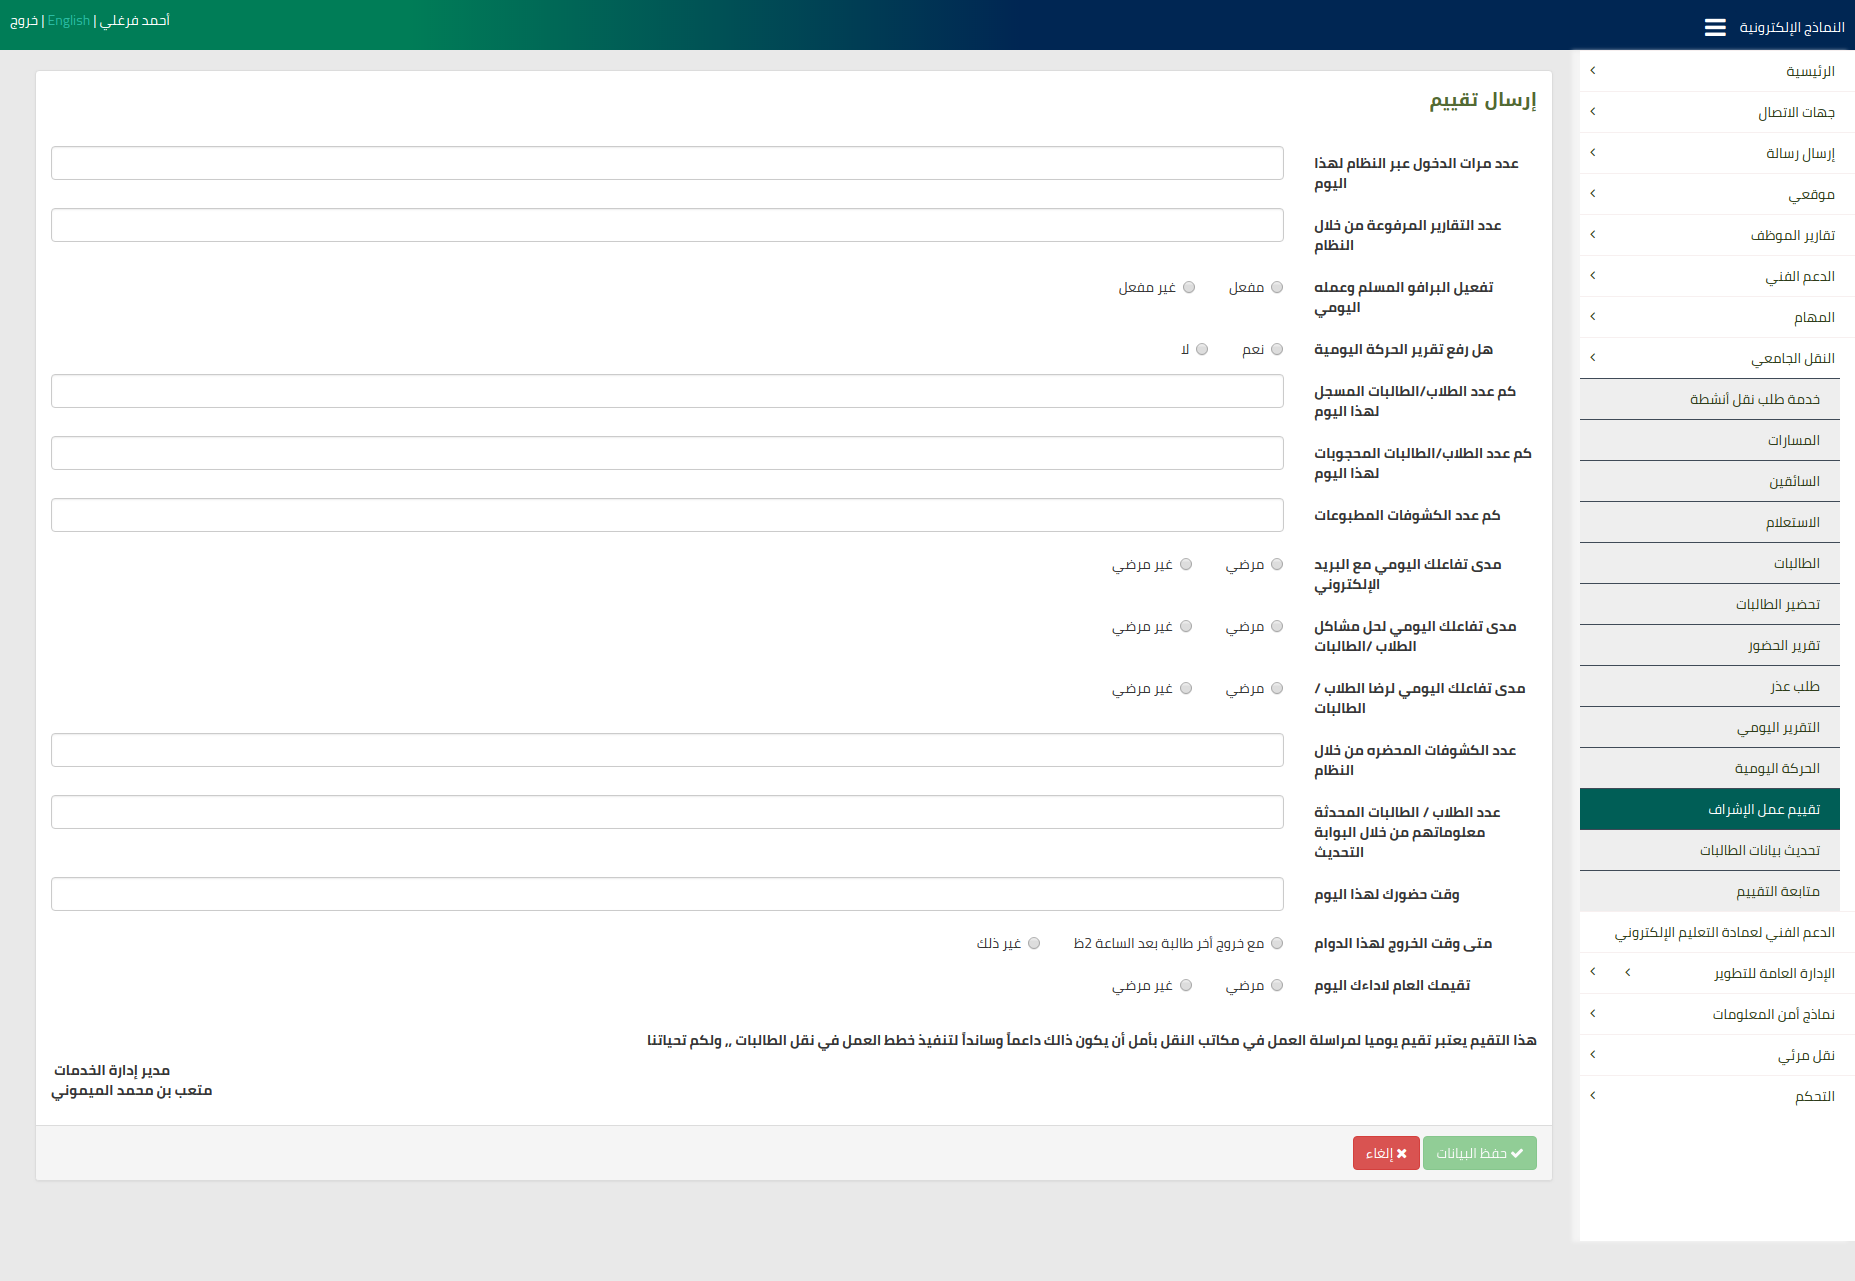 النماذج الإلكترونية
أحمد فرغلي | English | خروج
الرئيسية
جهات الاتصال
إرسال رسالة
موقعي
تقارير الموظف
الدعم الفني
المهام
النقل الجامعي
خدمة طلب نقل أنشطة
المسارات
السائقين
الاستعلام
الطالبات
تحضير الطالبات
تقرير الحضور
طلب عذر
التقرير اليومي
الحركة اليومية
تقييم عمل الإشراف
تحديث بيانات الطالبات
متابعة التقييم
الدعم الفني لعمادة التعليم الإلكتروني
الإدارة العامة للتطوير
نماذج أمن المعلومات
نقل مرئي
التحكم
إرسال تقييم
عدد مرات الدخول عبر النظام لهذا
اليوم
عدد التقارير المرفوعة من خلال
النظام
تفعيل البرافو المسلم وعمله
اليومي
مفعل غير مفعل
هل رفع تقرير الحركة اليومية
نعم لا
كم عدد الطلاب/الطالبات المسجل
لهذا اليوم
كم عدد الطلاب/الطالبات المحجوبات
لهذا اليوم
كم عدد الكشوفات المطبوعات
مدى تفاعلك اليومي مع البريد
الإلكتروني
مرضي غير مرضي
مدى تفاعلك اليومي لحل مشاكل
الطلاب /الطالبات
مرضي غير مرضي
مدى تفاعلك اليومي لرضا الطلاب /
الطالبات
مرضي غير مرضي
عدد الكشوفات المحضره من خلال
النظام
عدد الطلاب / الطالبات المحدثة
معلوماتهم من خلال البوابة
التحديث
وقت حضورك لهذا اليوم
متى وقت الخروج لهذا الدوام
مع خروج أخر طالبة بعد الساعة 2ظ غير ذلك
تقيمك العام لاداءك اليوم
مرضي غير مرضي
هذا التقيم يعتبر تقيم يوميا لمراسلة العمل في مكاتب النقل بأمل أن يكون ذالك داعماً وسانداً لتنفيذ خطط العمل في نقل الطالبات ,, ولكم تحياتنا
مدير إدارة الخدمات
متعب بن محمد الميموني
حفظ البيانات
إلغاء